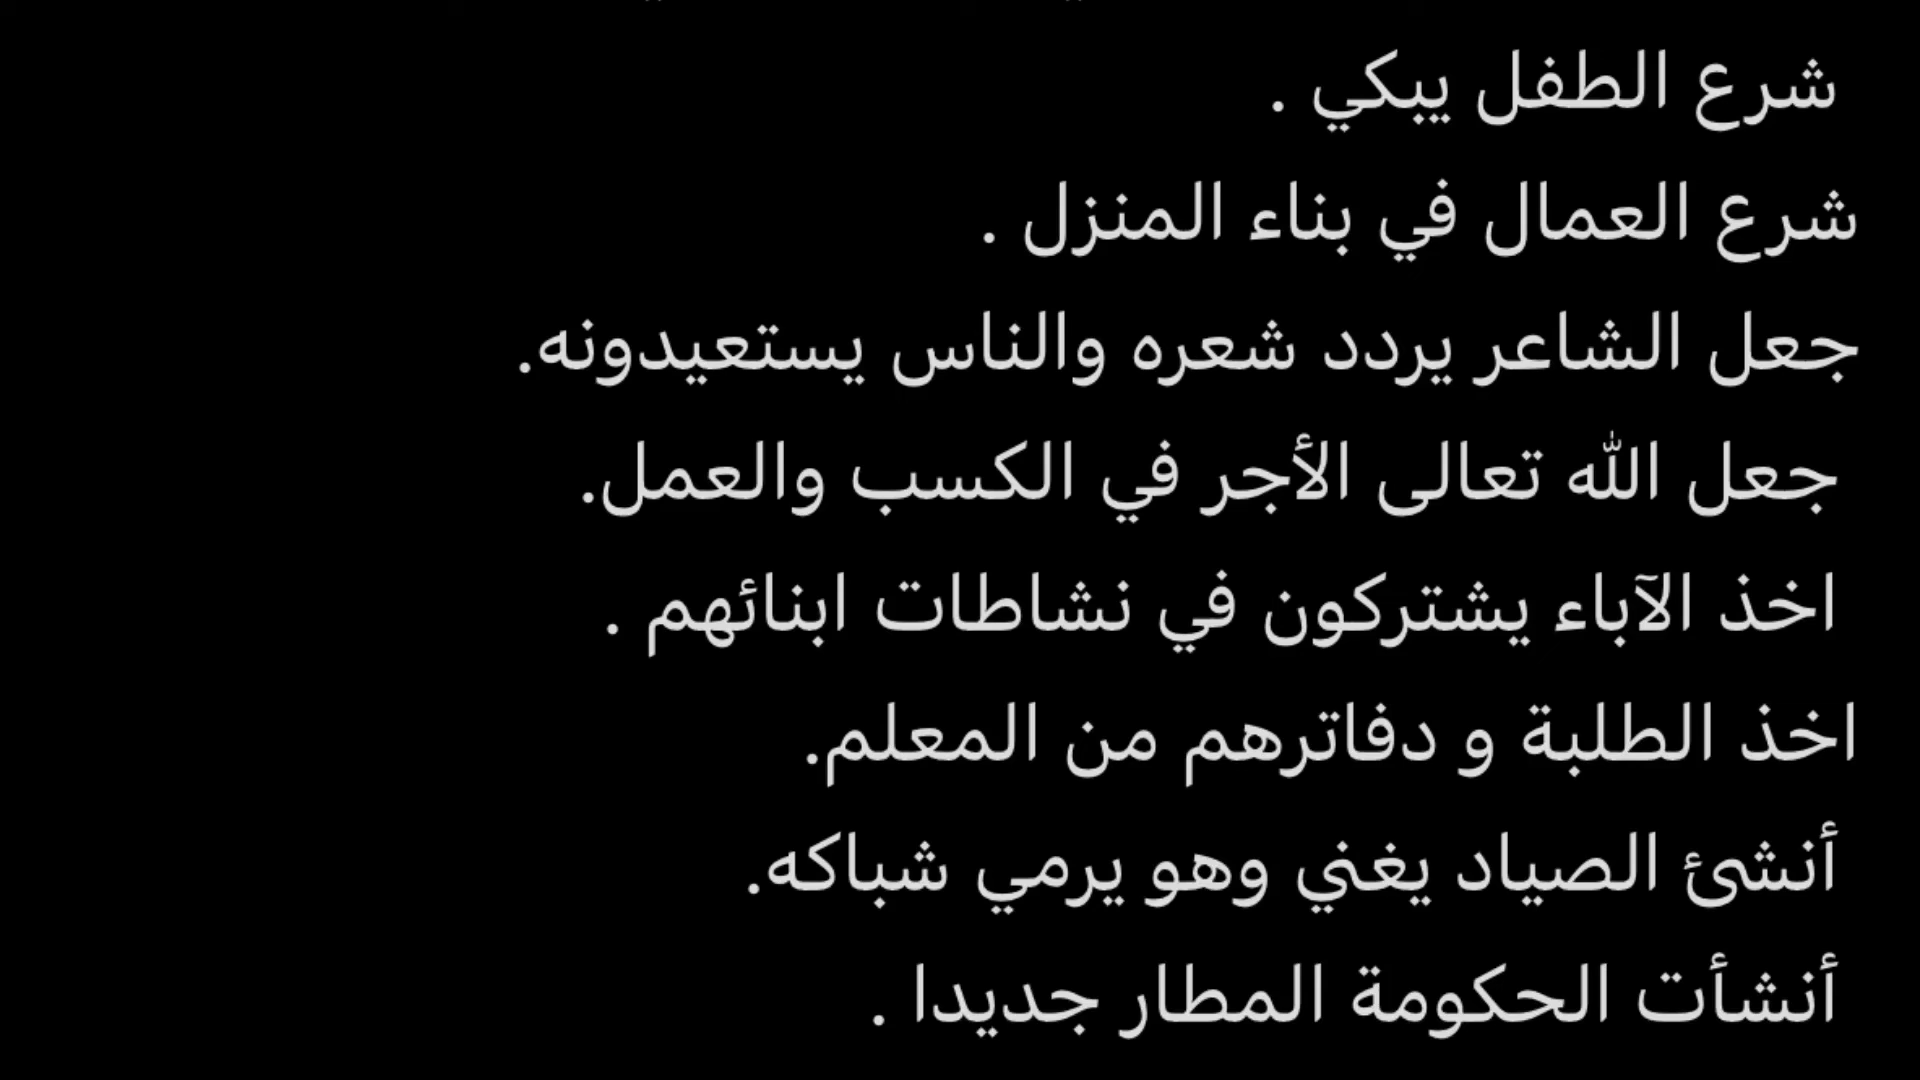 شرع الطفل يبكي .
شرع العمال في بناء المنزل .
جعل الشاعر يردد شعره والناس يستعيدونه.
جعل الله تعالى الأجر في الكسب والعمل.
اخذ الآباء يشتركون في نشاطات ابنائهم .
اخذ الطلبة و دفاترهم من المعلم.
أنشئ الصياد يغني وهو يرمي شباكه.
أنشأت الحكومة المطار جديدا .